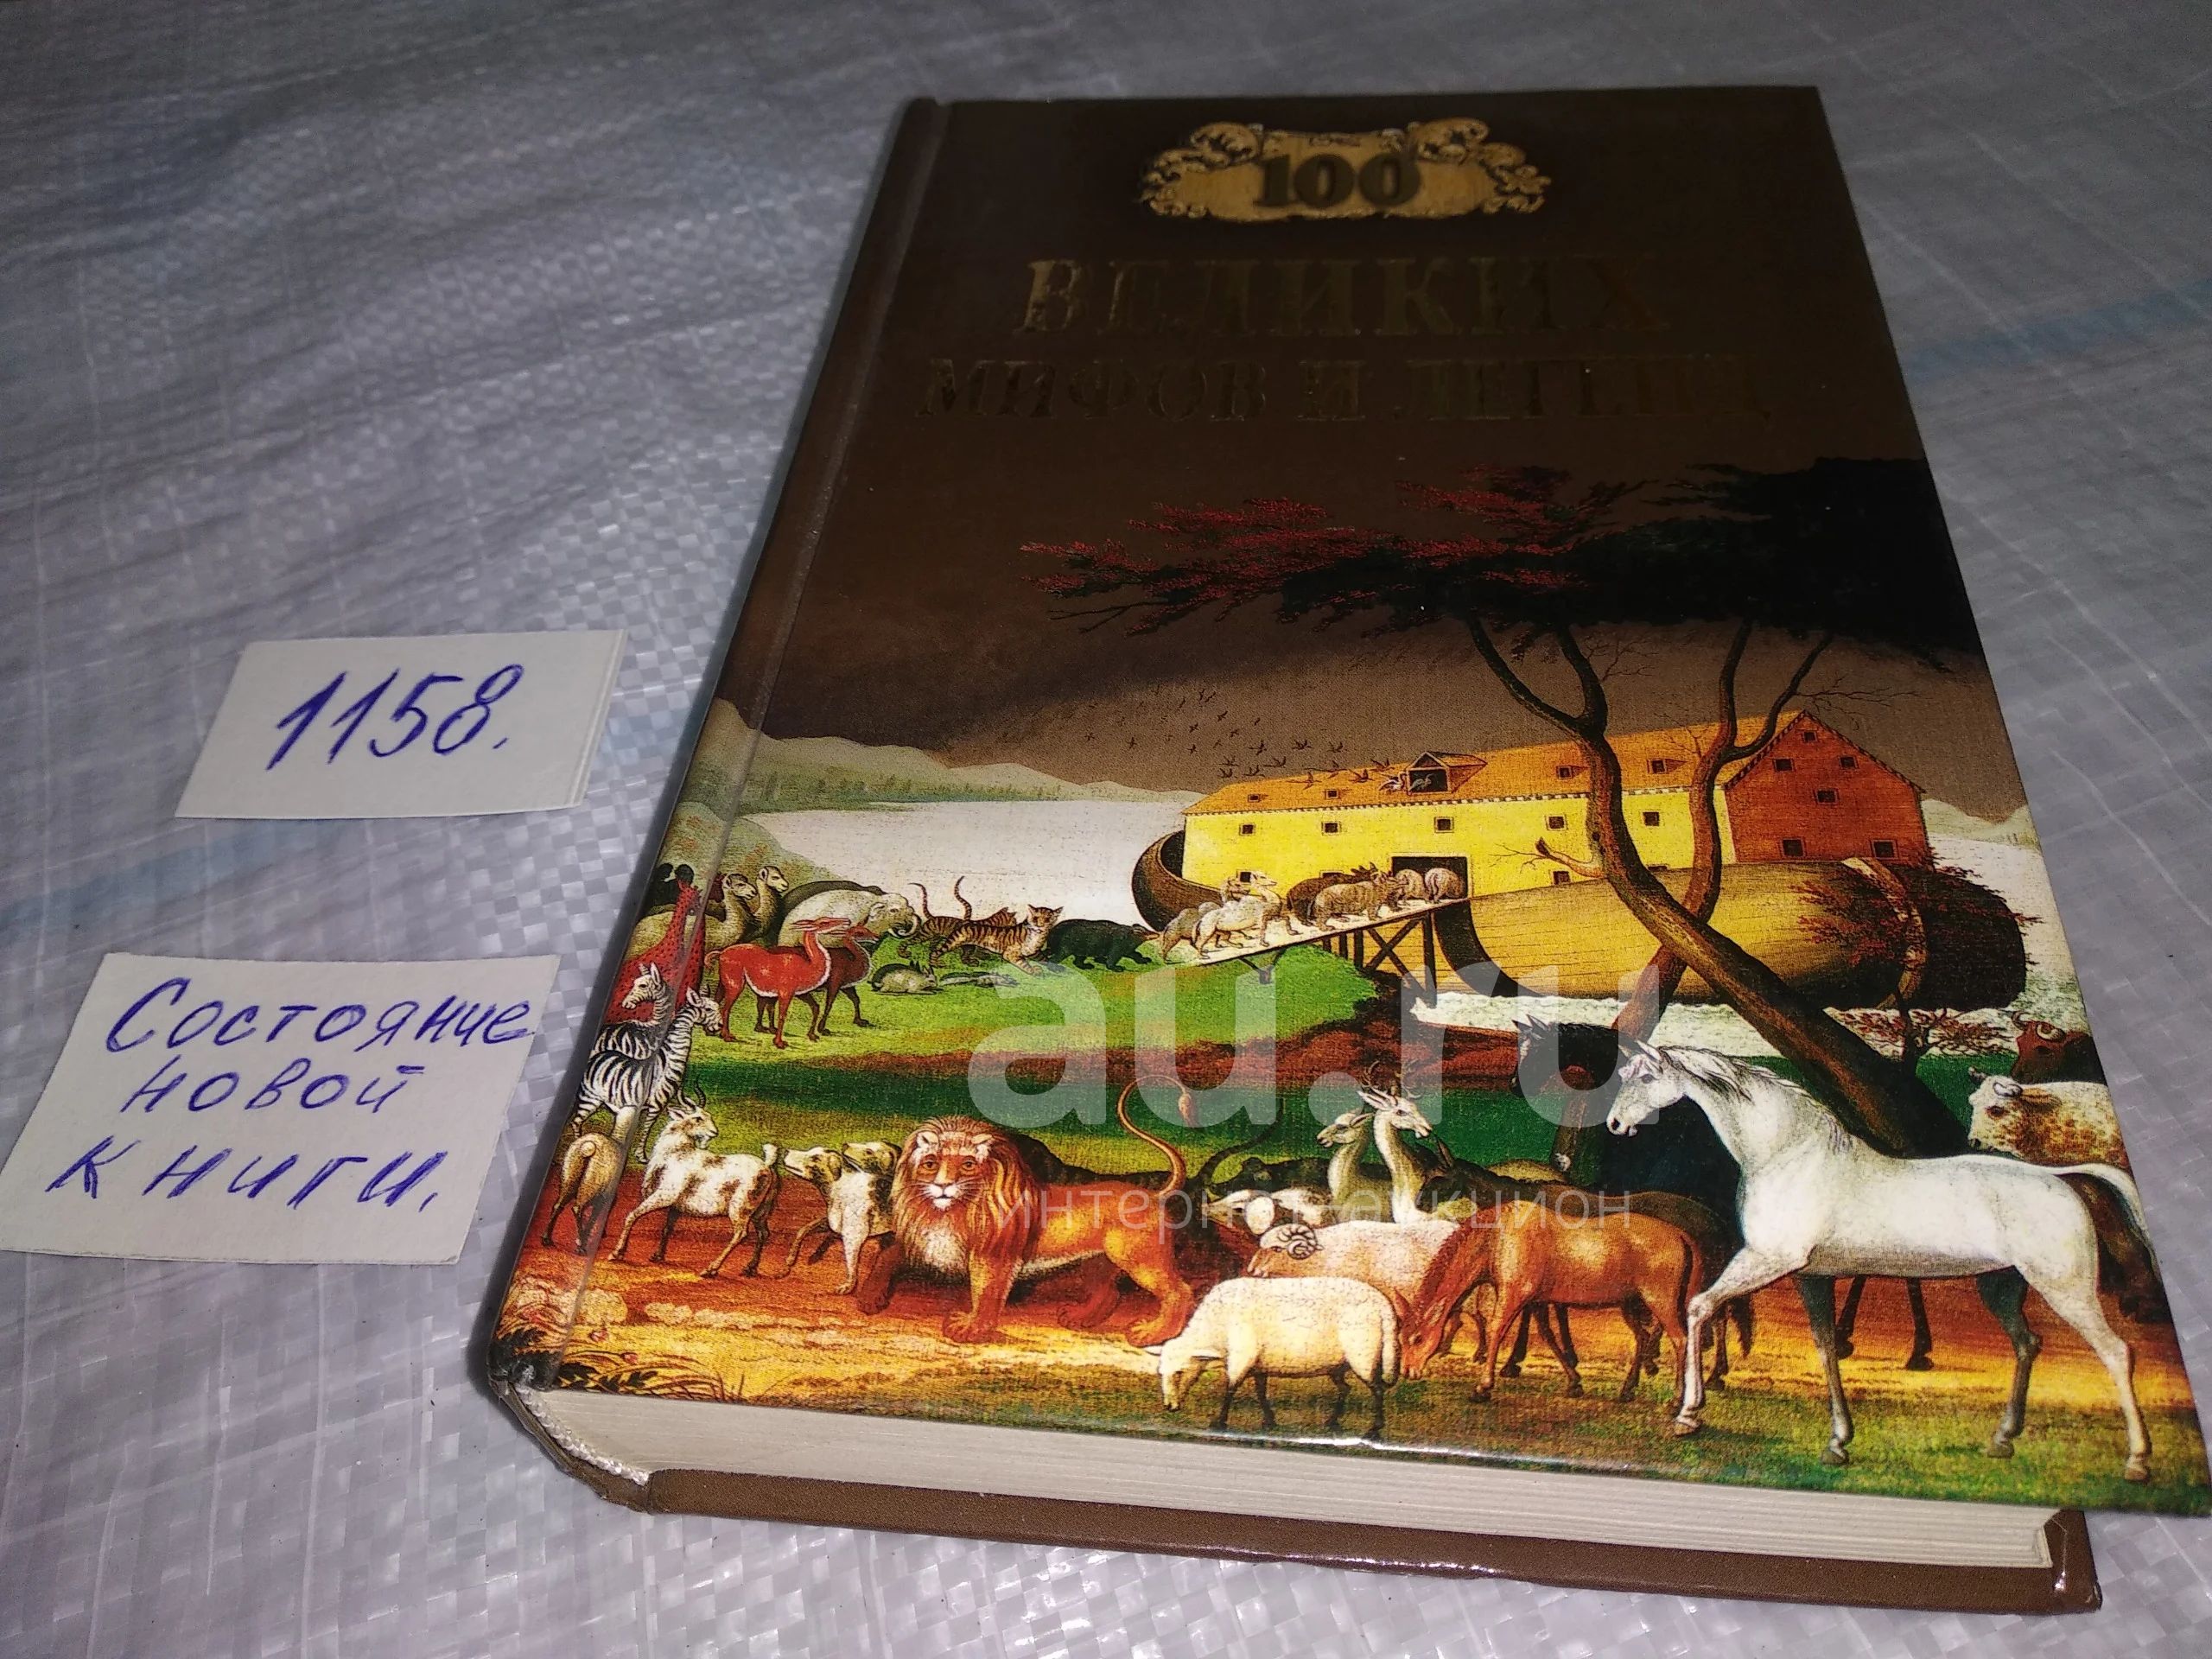 100
ВЕЛИКИХ
МИФОВ И ЛЕГЕНД
1158.
Состояние
новой
книги.
au.ru
интернет-аукцион